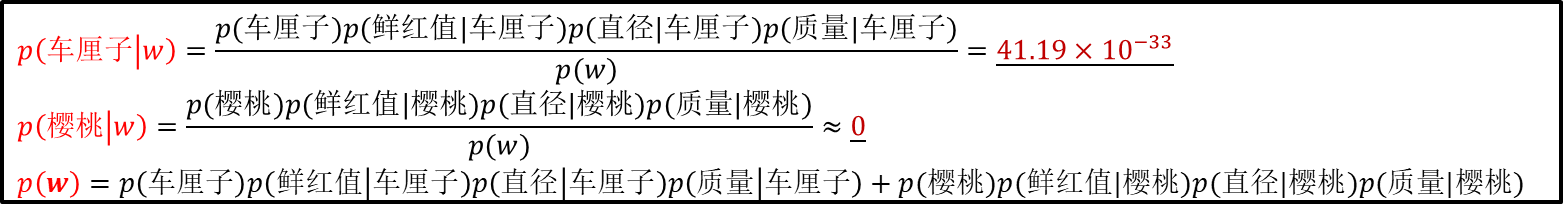 p(车厘子|w) = p(车厘子)p(鲜红值|车厘子)p(直径|车厘子)p(质量|车厘子) / p(w) = 41.19 × 10⁻³³
p(樱桃|w) = p(樱桃)p(鲜红值|樱桃)p(直径|樱桃)p(质量|樱桃) / p(w) ≈ 0
p(w) = p(车厘子)p(鲜红值|车厘子)p(直径|车厘子)p(质量|车厘子) + p(樱桃)p(鲜红值|樱桃)p(直径|樱桃)p(质量|樱桃)